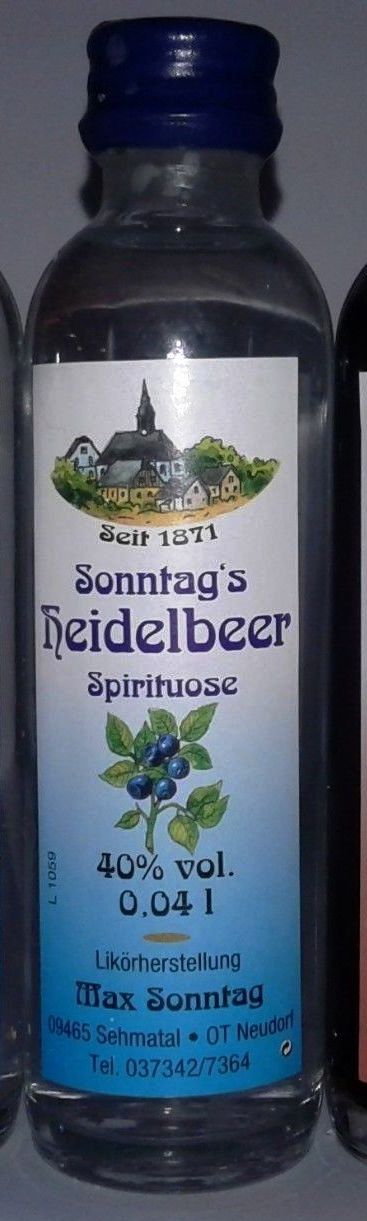 Seit 1871
Sonntag's
Heidelbeer
Spirituose
40% vol.
0,04 l
L 1059
Likörherstellung
Max Sonntag
09465 Sehmatal • OT Neudorf
Tel. 037342/7364